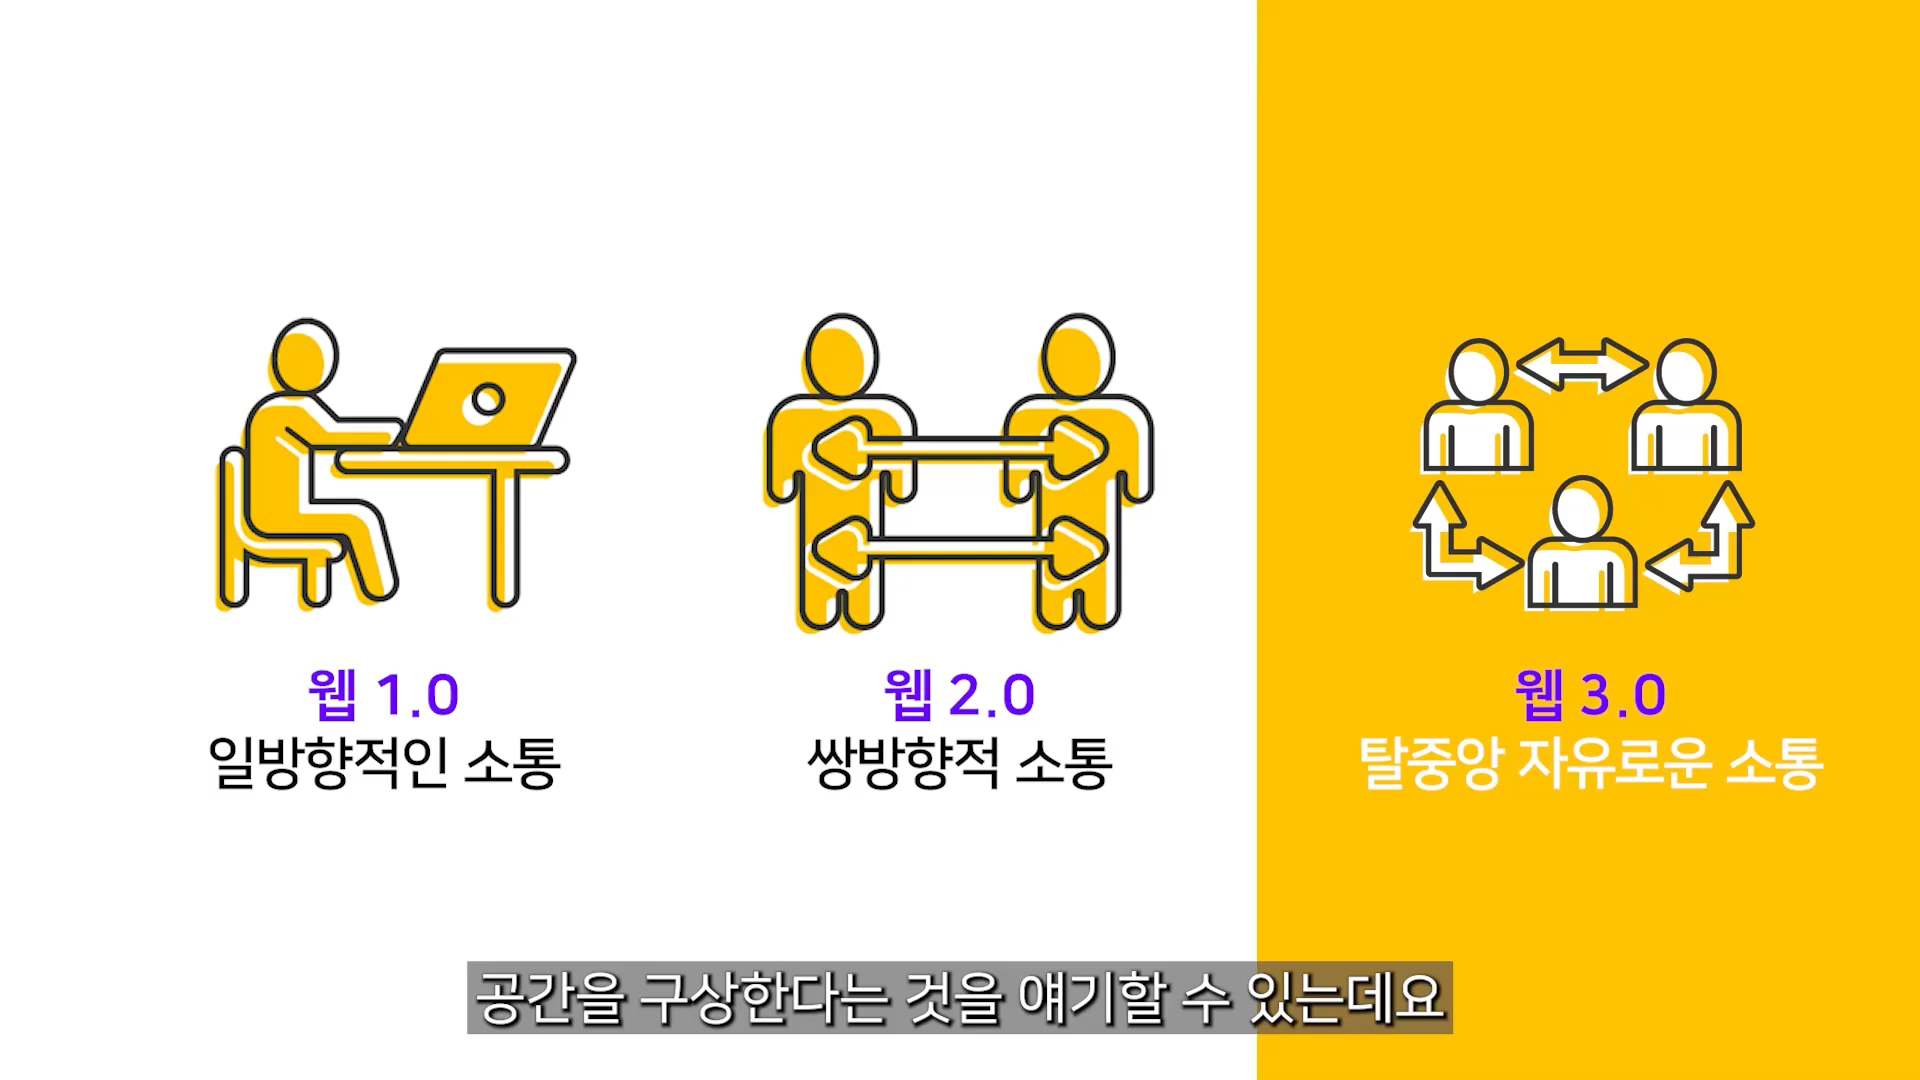 웹 1.0
일방향적인 소통
웹 2.0
쌍방향적 소통
웹 3.0
탈중앙 자유로운 소통
공간을 구상한다는 것을 얘기할 수 있는데요